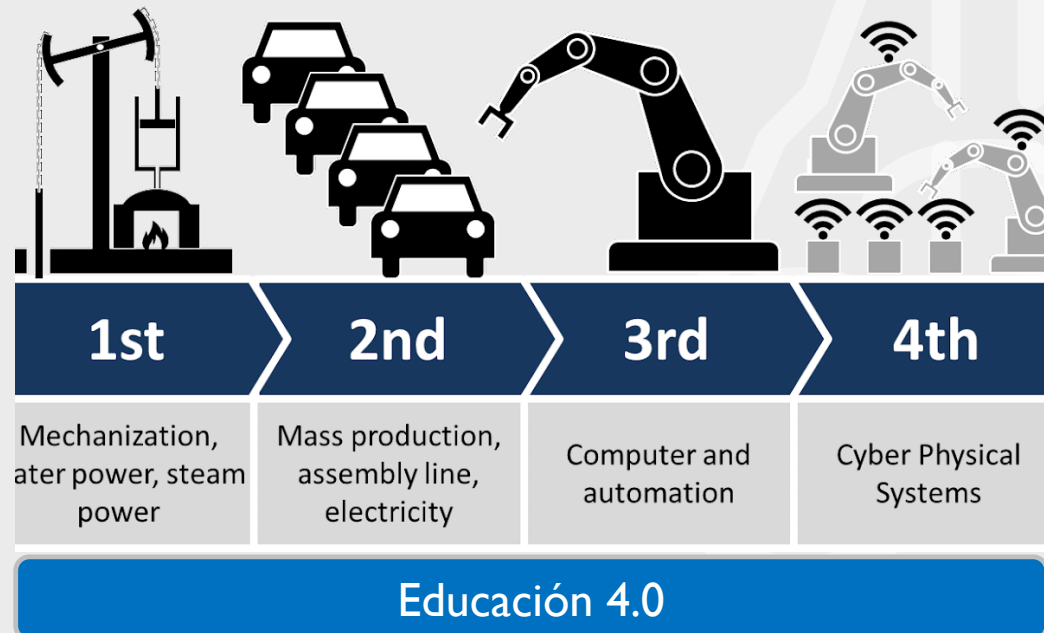 1st
2nd
3rd
4th
Mechanization,
ater power, steam
power
Mass production,
assembly line,
electricity
Computer and
automation
Cyber Physical
Systems
Educación 4.0